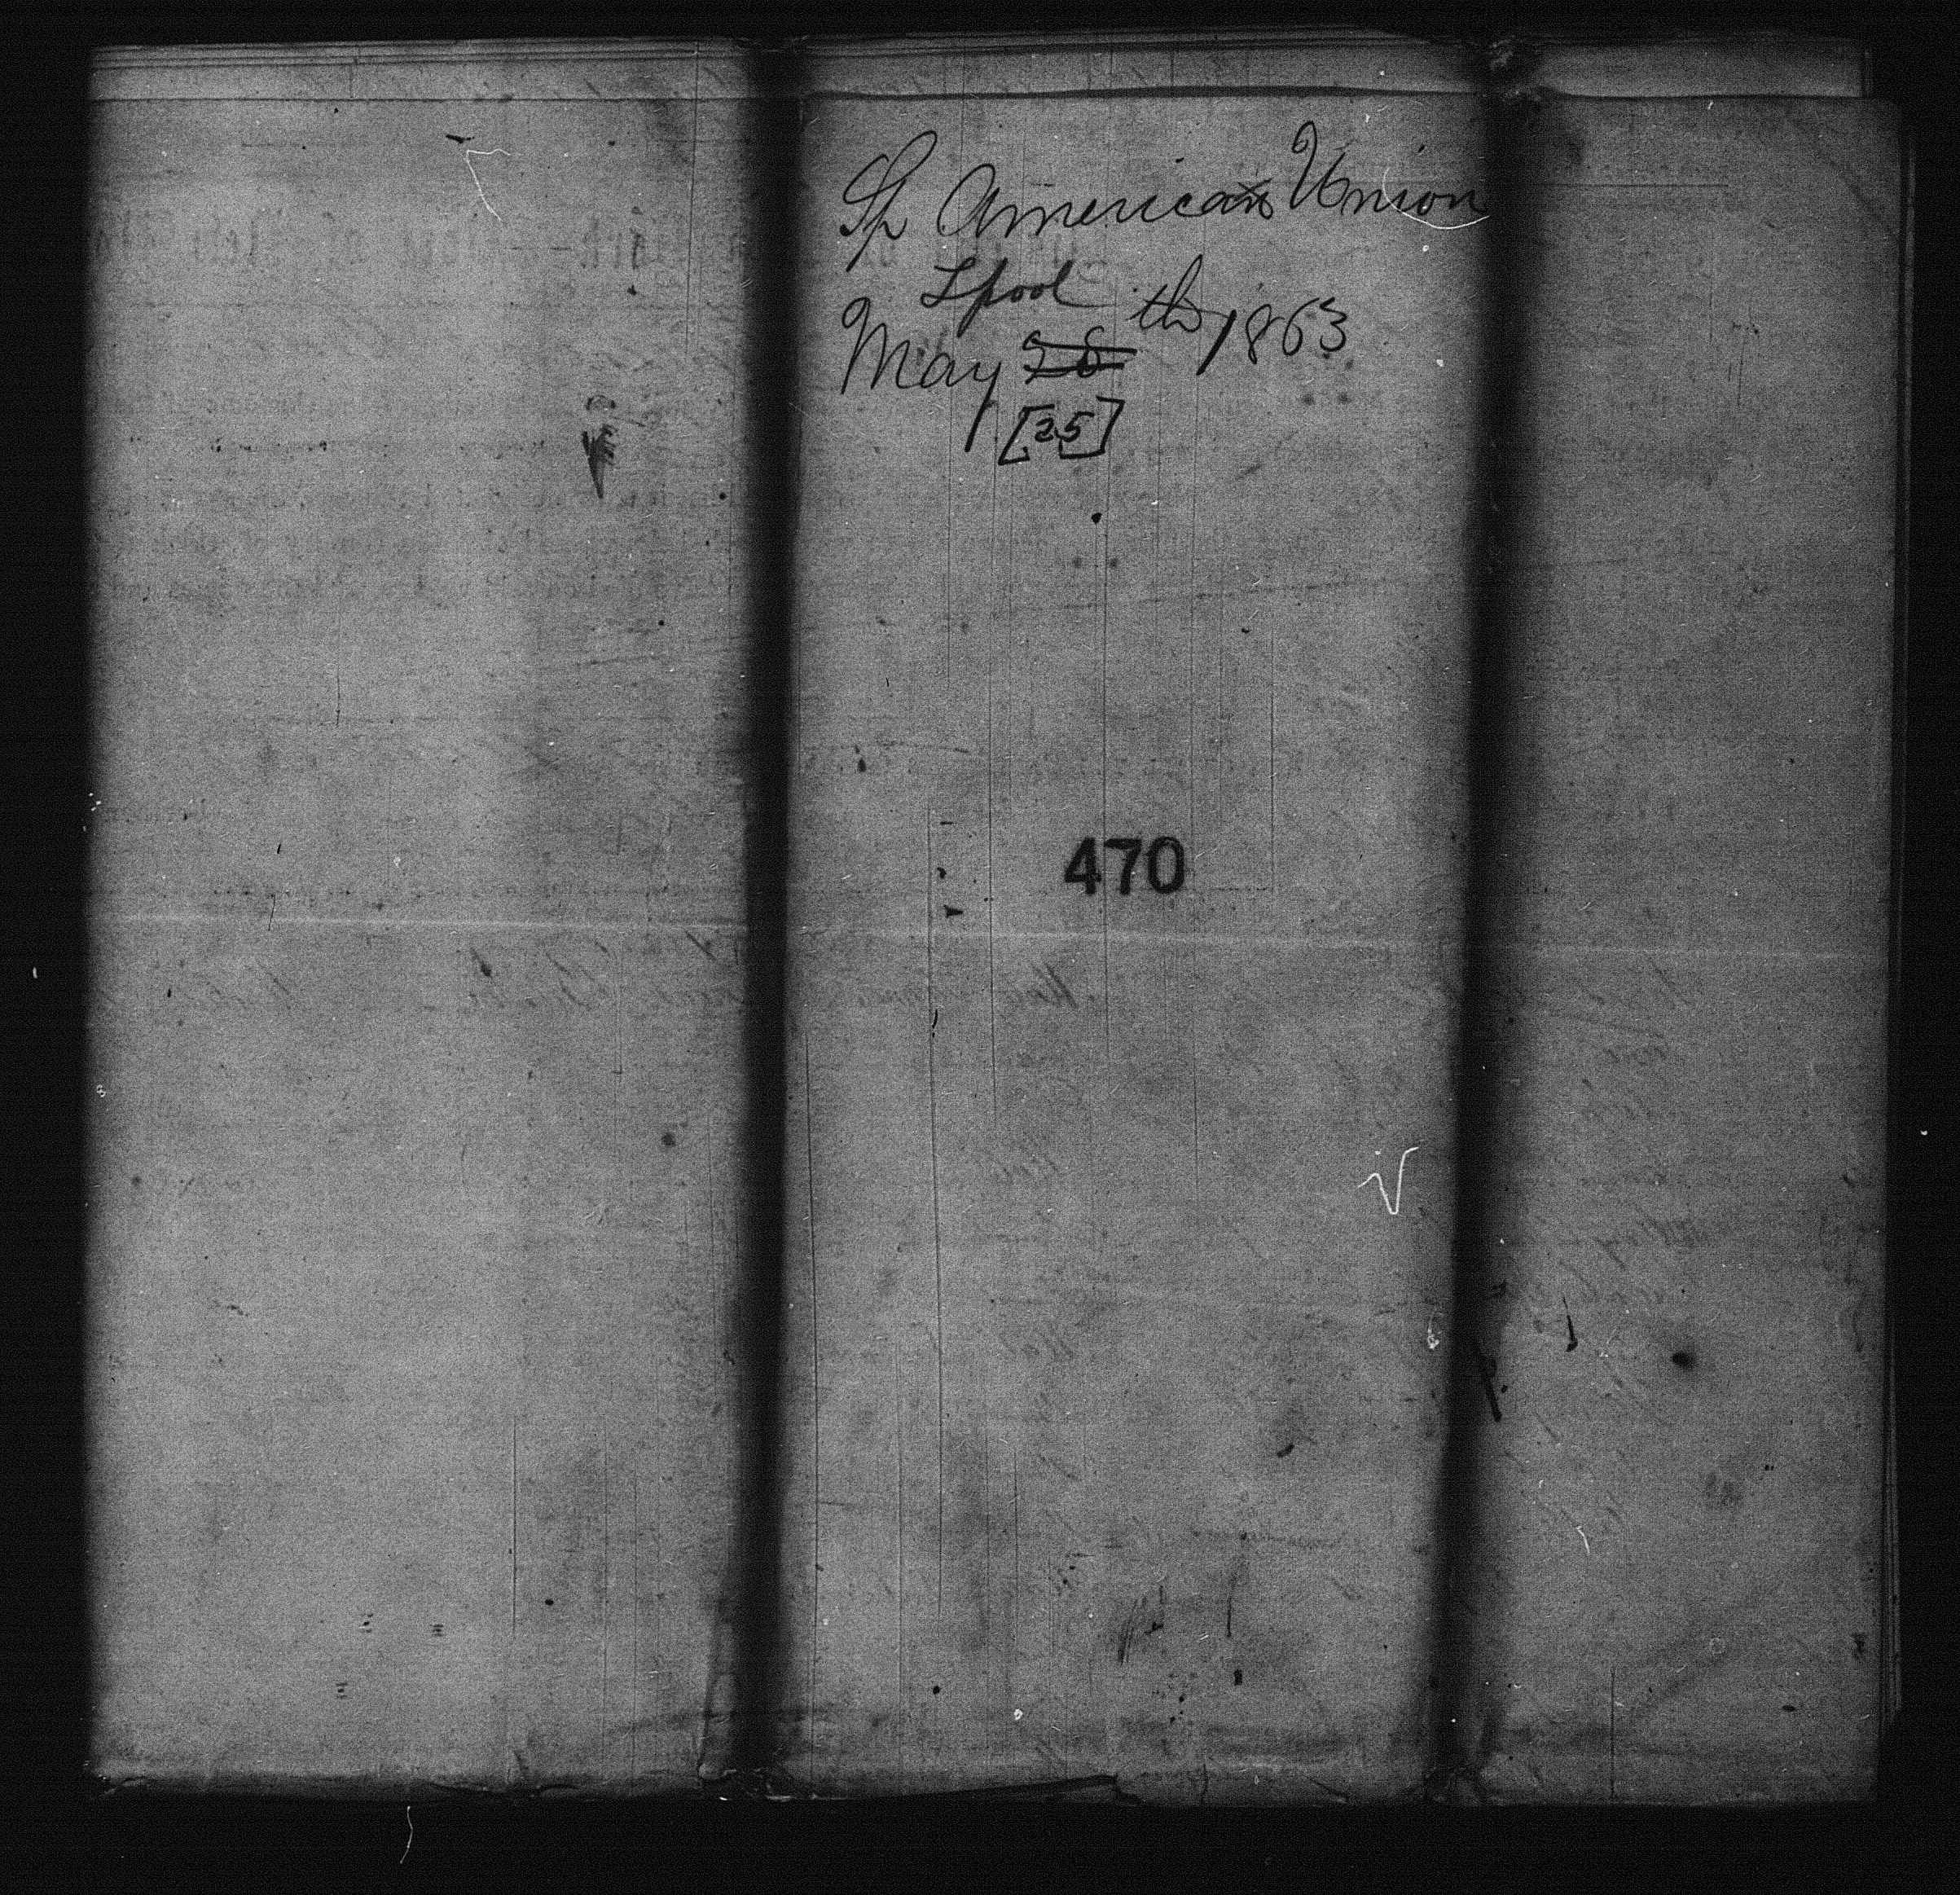 Sp American Union
Lpool
May 28 th, 1863
[25]
470